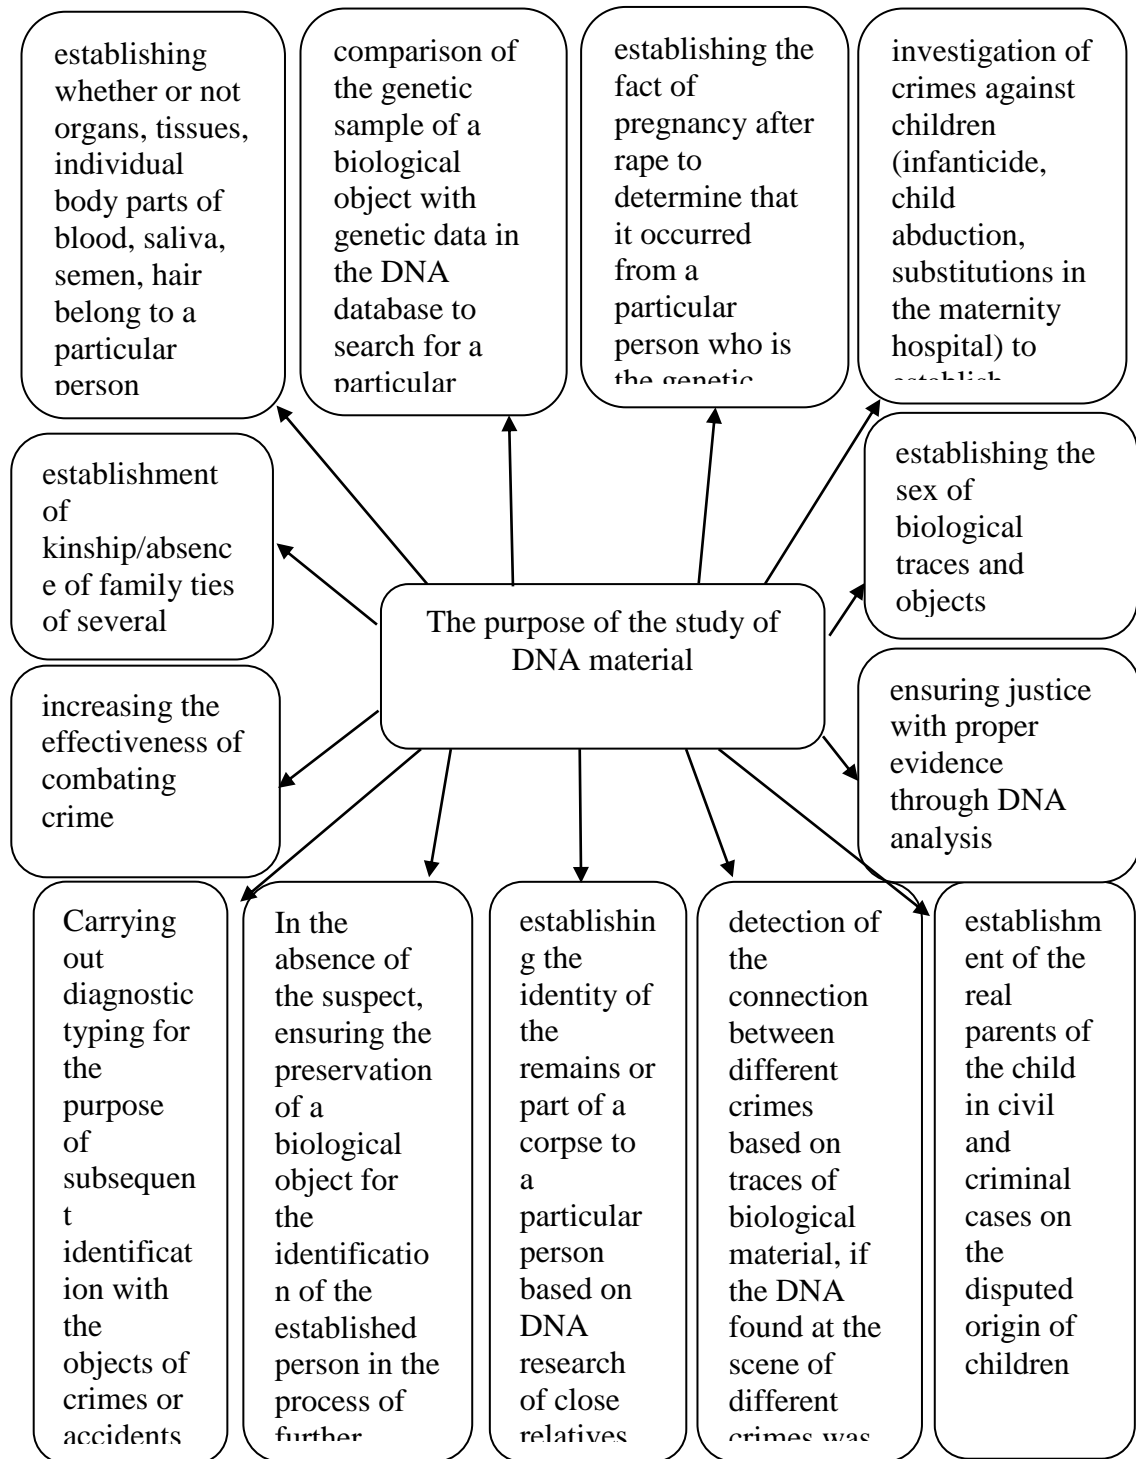 establishing
whether or not
organs, tissues,
individual
body parts of
blood, saliva,
semen, hair
belong to a
particular
person
comparison of
the genetic
sample of a
biological
object with
genetic data in
the DNA
database to
search for a
particular
establishing the
fact of
pregnancy after
rape to
determine that
it occurred
from a
particular
person who is
the genetic
investigation of
crimes against
children
(infanticide,
child
abduction,
substitutions in
the maternity
hospital) to
establish
establishment
of
kinship/absenc
e of family ties
of several
The purpose of the study of
DNA material
establishing the
sex of
biological
traces and
objects
increasing the
effectiveness of
combating
crime
ensuring justice
with proper
evidence
through DNA
analysis
Carrying
out
diagnostic
typing for
the
purpose
of
subsequen
t
identificat
ion with
the
objects of
crimes or
accidents
In the
absence of
the suspect,
ensuring the
preservation
of a
biological
object for
the
identificatio
n of the
established
person in the
process of
further
establishin
g the
identity of
the
remains or
part of a
corpse to
a
particular
person
based on
DNA
research
of close
relatives
detection of
the
connection
between
different
crimes
based on
traces of
biological
material, if
the DNA
found at the
scene of
different
crimes was
establishm
ent of the
real
parents of
the child
in civil
and
criminal
cases on
the
disputed
origin of
children